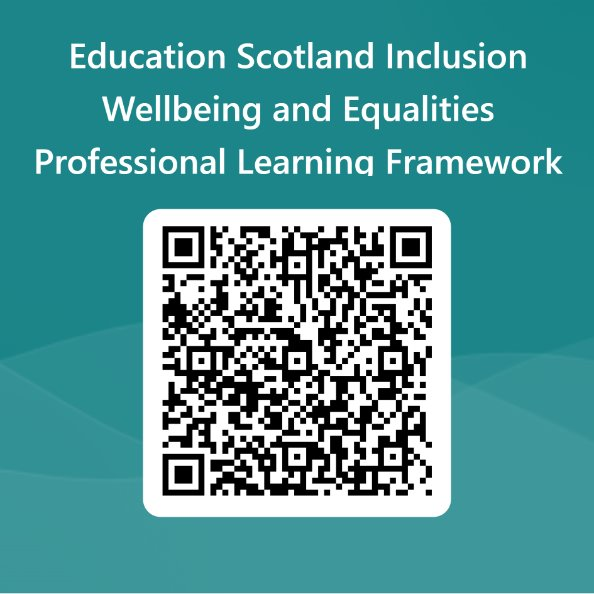 Education Scotland Inclusion
Wellbeing and Equalities
Professional Learning Framework